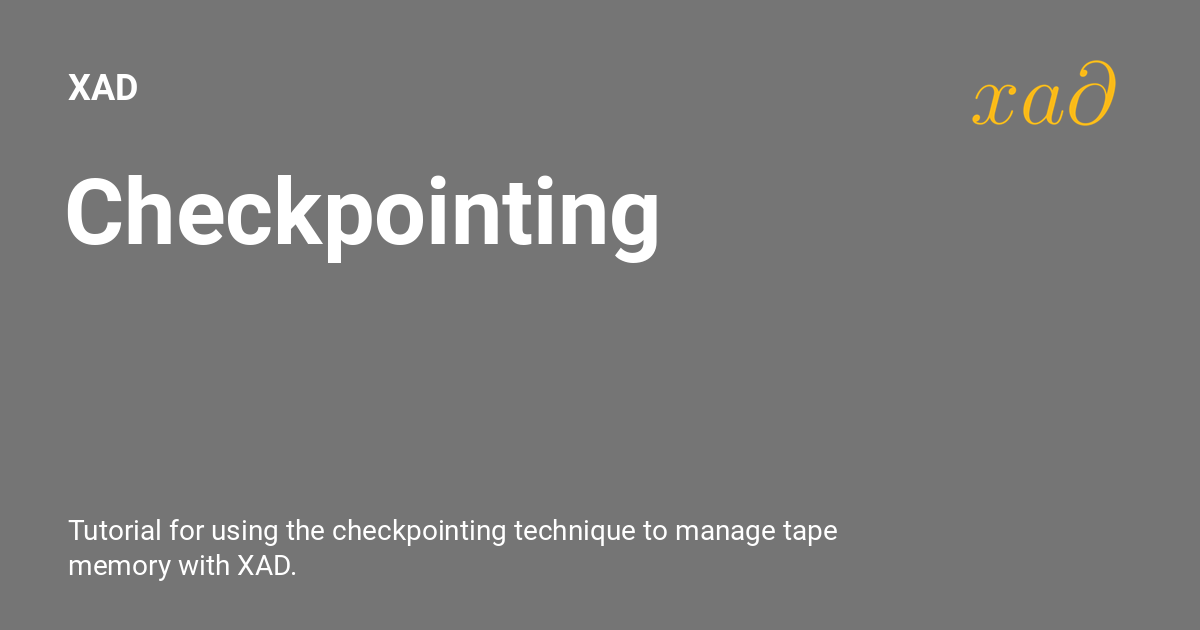 XAD
xa∂
Checkpointing
Tutorial for using the checkpointing technique to manage tape
memory with XAD.